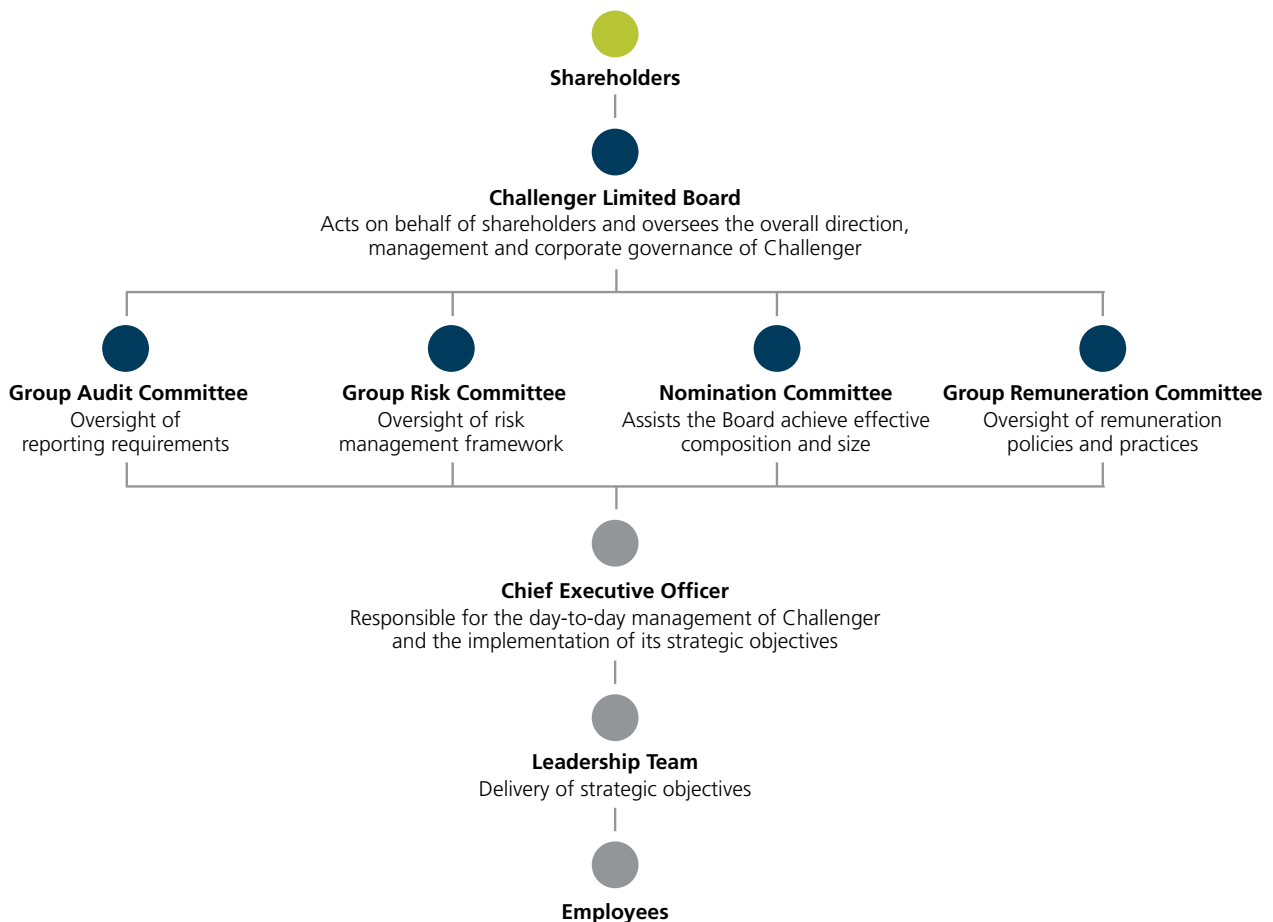 Shareholders
Challenger Limited Board
Acts on behalf of shareholders and oversees the overall direction,
management and corporate governance of Challenger
Group Audit Committee
Oversight of
reporting requirements
Group Risk Committee
Oversight of risk
management framework
Nomination Committee
Assists the Board achieve effective
composition and size
Group Remuneration Committee
Oversight of remuneration
policies and practices
Chief Executive Officer
Responsible for the day-to-day management of Challenger
and the implementation of its strategic objectives
Leadership Team
Delivery of strategic objectives
Employees